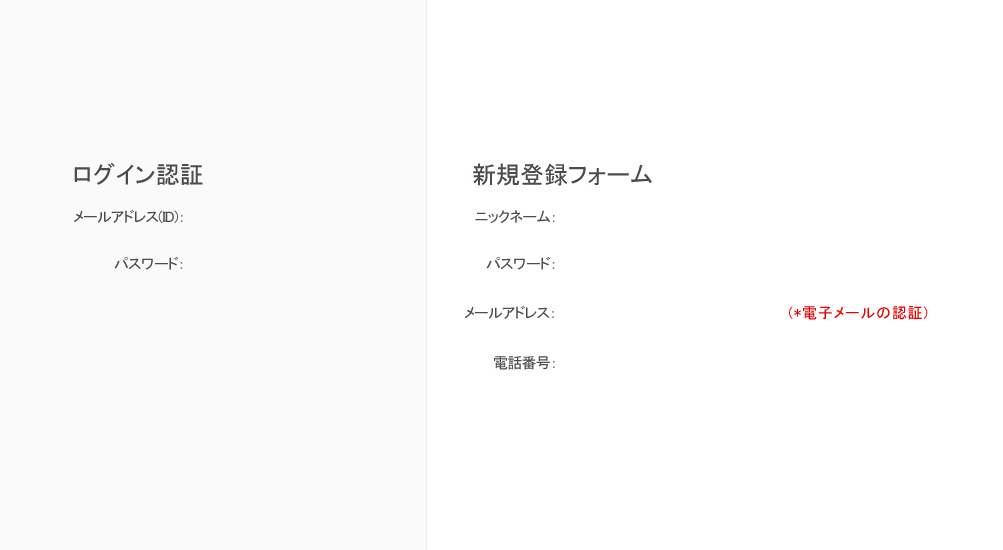 ログイン認証
メールアドレス(ID):
パスワード:
新規登録フォーム
ニックネーム:
パスワード:
メールアドレス:
(*電子メールの認証)
電話番号: